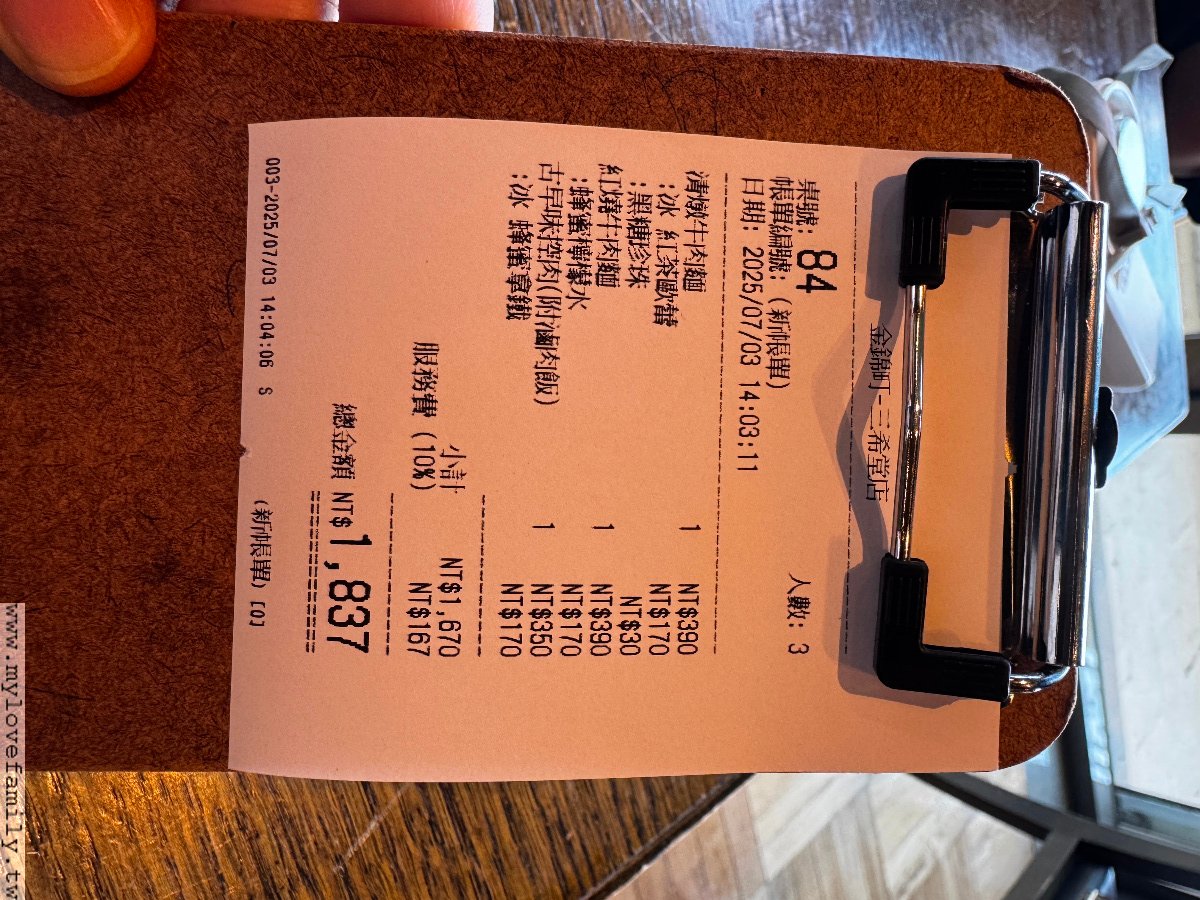 金錦町-三希堂店
桌號: 84 人數: 3
帳單編號: (新帳單)
日期: 2025/07/03 14:03:11
清燉牛肉麵 1 NT$390
:冰 紅茶歐蕾 NT$170
:黑糖珍珠 NT$30
紅燒牛肉麵 1 NT$390
:蜂蜜檸檬水 NT$170
古早味控肉(附滷肉飯) 1 NT$350
:冰 蜂蜜拿鐵 NT$170
小計 NT$1,670
服務費 (10%) NT$167
總金額 NT$1,837
003-2025/07/03 14:04:06 S (新帳單) [0]
www.mylovefamily.tw